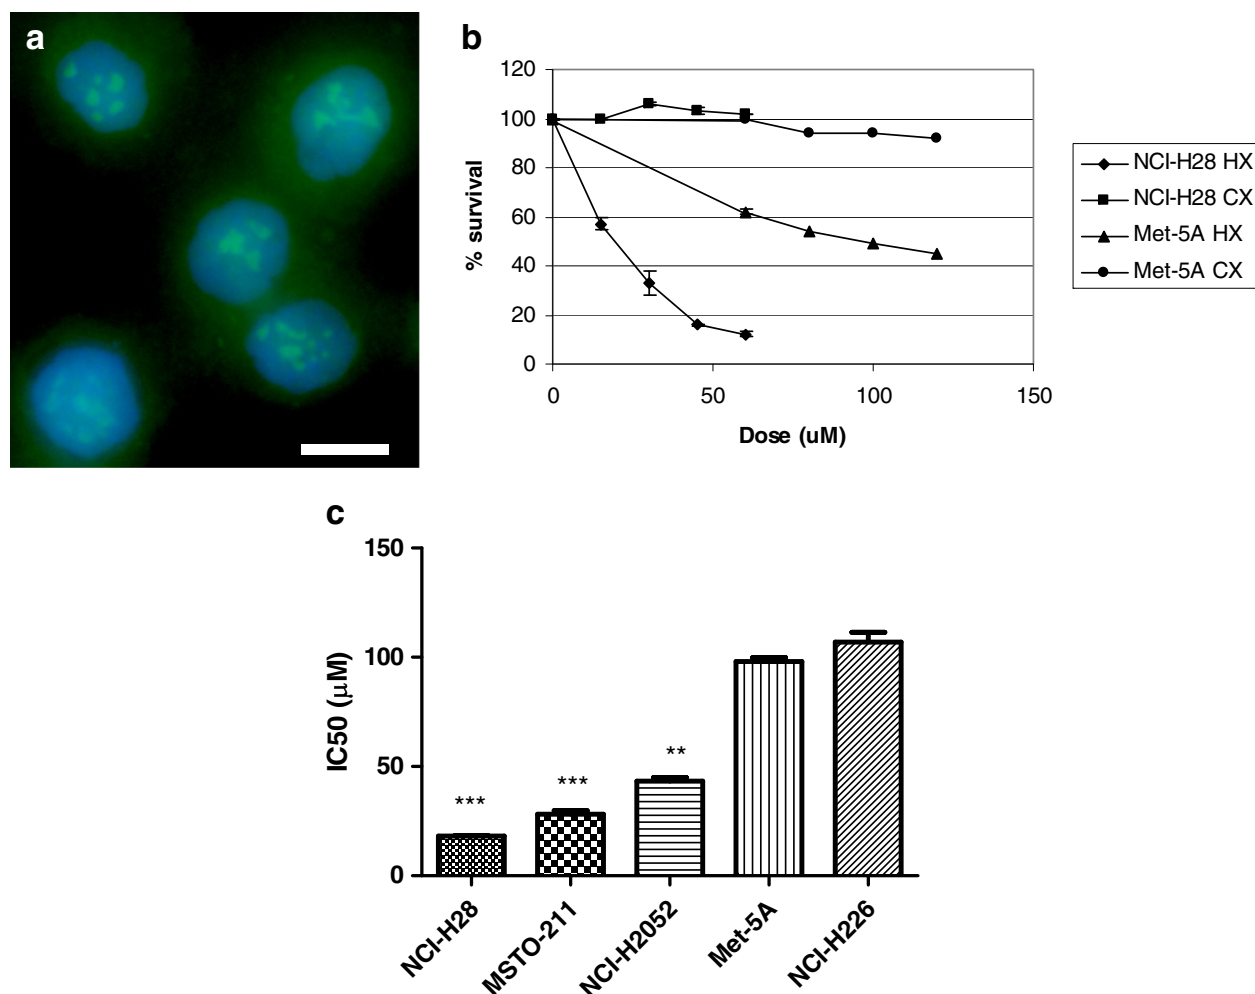 a
b
120
100
80
60
40
20
0
% survival
0 50 100 150
Dose (uM)
NCI-H28 HX
NCI-H28 CX
Met-5A HX
Met-5A CX
c
150
100
50
0
IC50 (µM)
***
***
**
NCI-H28
MSTO-211
NCI-H2052
Met-5A
NCI-H226